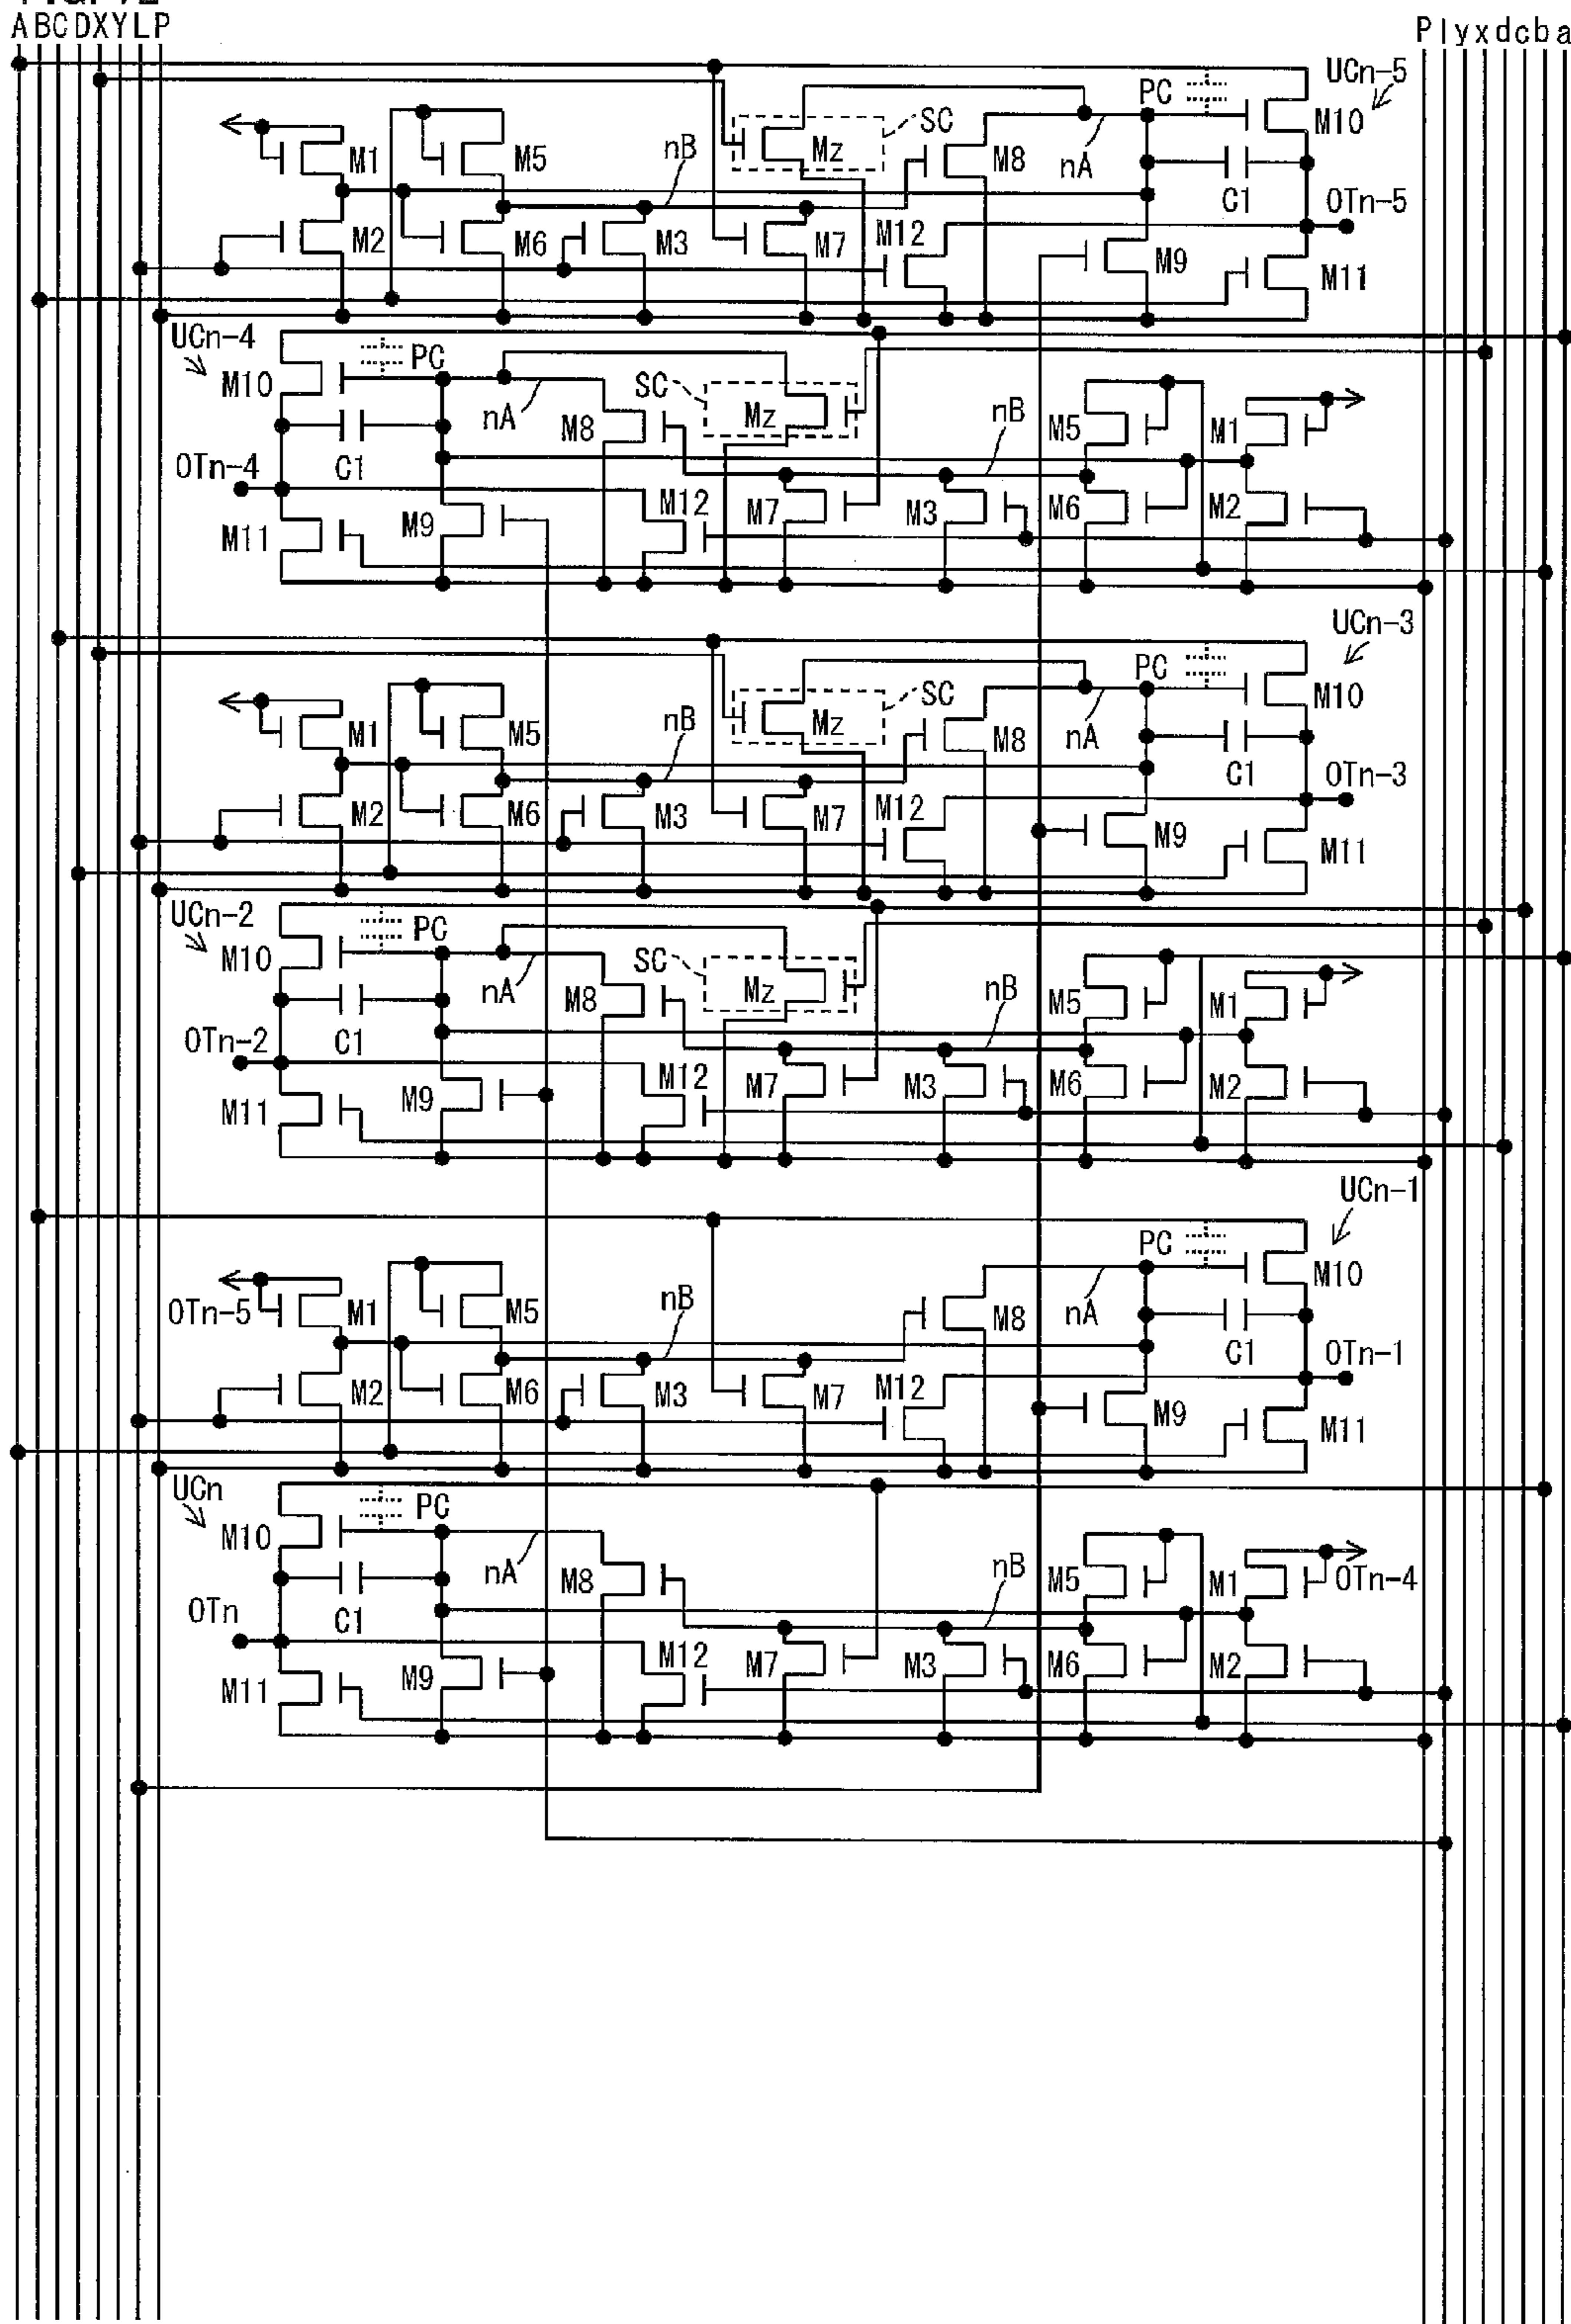 ABCDXYLP
Plyxdcba
UCn-5
PC
M10
SC
Mz
M1
M5
nB
M8
nA
C1
OTn-5
M2
M6
M3
M7
M12
M9
M11
UCn-4
M10
PC
SC
Mz
nA
M8
nB
M5
M1
OTn-4
C1
M12
M11
M9
M7
M3
M6
M2
UCn-3
PC
M10
SC
Mz
M1
M5
nB
M8
nA
C1
OTn-3
M2
M6
M3
M7
M12
M9
M11
UCn-2
M10
PC
SC
Mz
nA
M8
nB
M5
M1
OTn-2
C1
M12
M11
M9
M7
M3
M6
M2
UCn-1
PC
M10
OTn-5
M1
M5
nB
M8
nA
C1
OTn-1
M2
M6
M3
M7
M12
M9
M11
UCn
M10
PC
nA
M8
nB
M5
M1
OTn-4
OTn
C1
M12
M11
M9
M7
M3
M6
M2